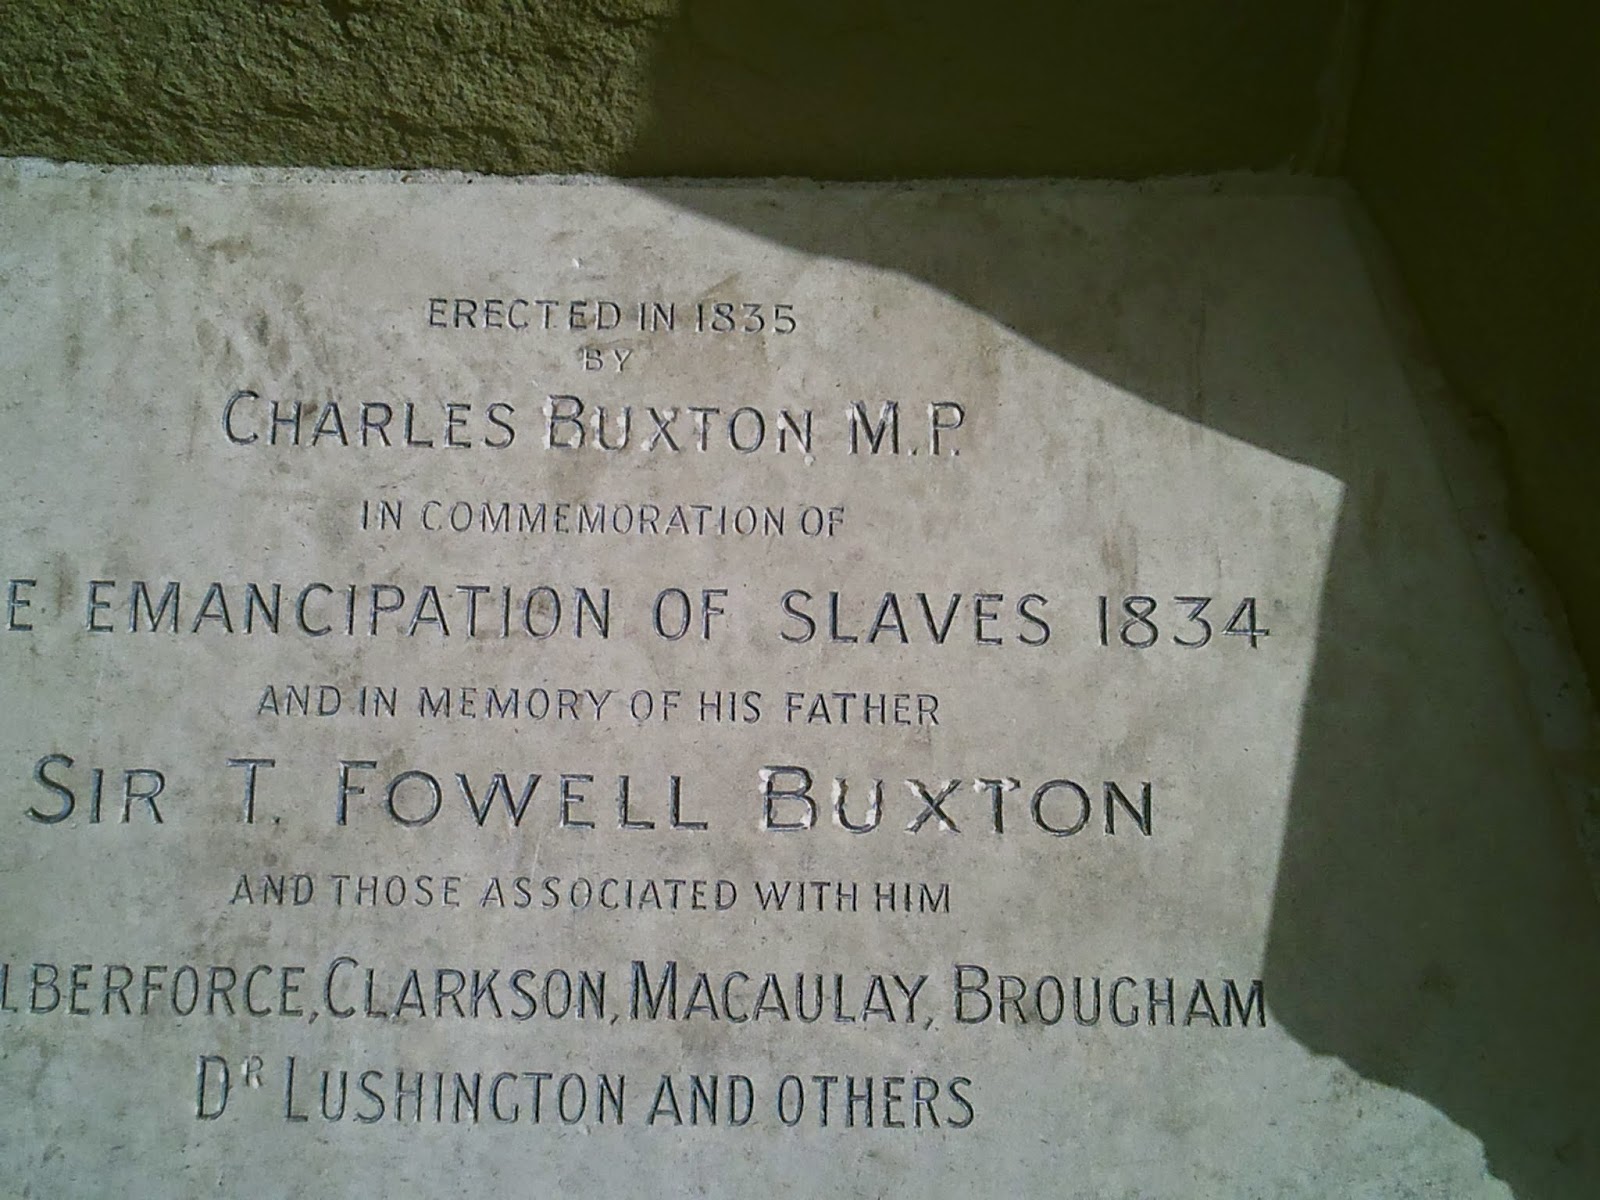 ERECTED IN 1835
BY
CHARLES BUXTON M.P.
IN COMMEMORATION OF
E EMANCIPATION OF SLAVES 1834
AND IN MEMORY OF HIS FATHER
SIR T. FOWELL BUXTON
AND THOSE ASSOCIATED WITH HIM
LBERFORCE, CLARKSON, MACAULAY, BROUGHAM
DR LUSHINGTON AND OTHERS